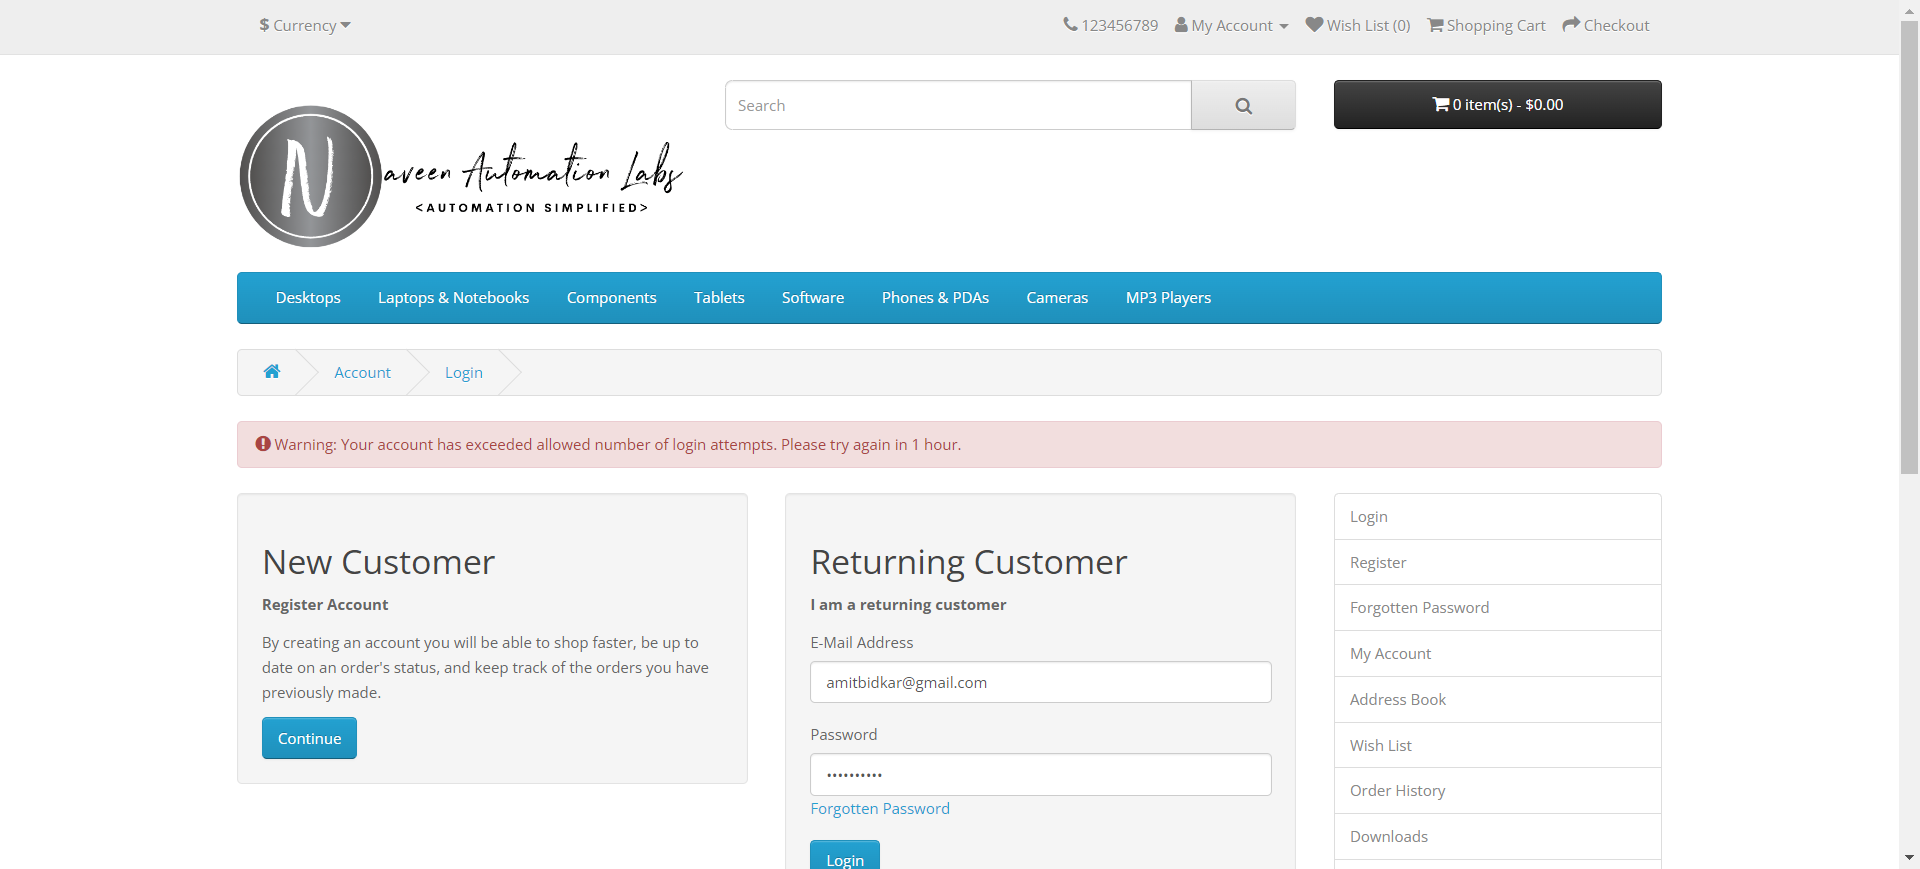 $ Currency
123456789 My Account Wish List (0) Shopping Cart Checkout
Search
0 item(s) - $0.00
N
aveen Automation Labs
<AUTOMATION SIMPLIFIED>
Desktops Laptops & Notebooks Components Tablets Software Phones & PDAs Cameras MP3 Players
Account Login
Warning: Your account has exceeded allowed number of login attempts. Please try again in 1 hour.
New Customer
Register Account
By creating an account you will be able to shop faster, be up to
date on an order's status, and keep track of the orders you have
previously made.
Continue
Returning Customer
I am a returning customer
E-Mail Address
amitbidkar@gmail.com
Password
••••••••••
Forgotten Password
Login
Login
Register
Forgotten Password
My Account
Address Book
Wish List
Order History
Downloads